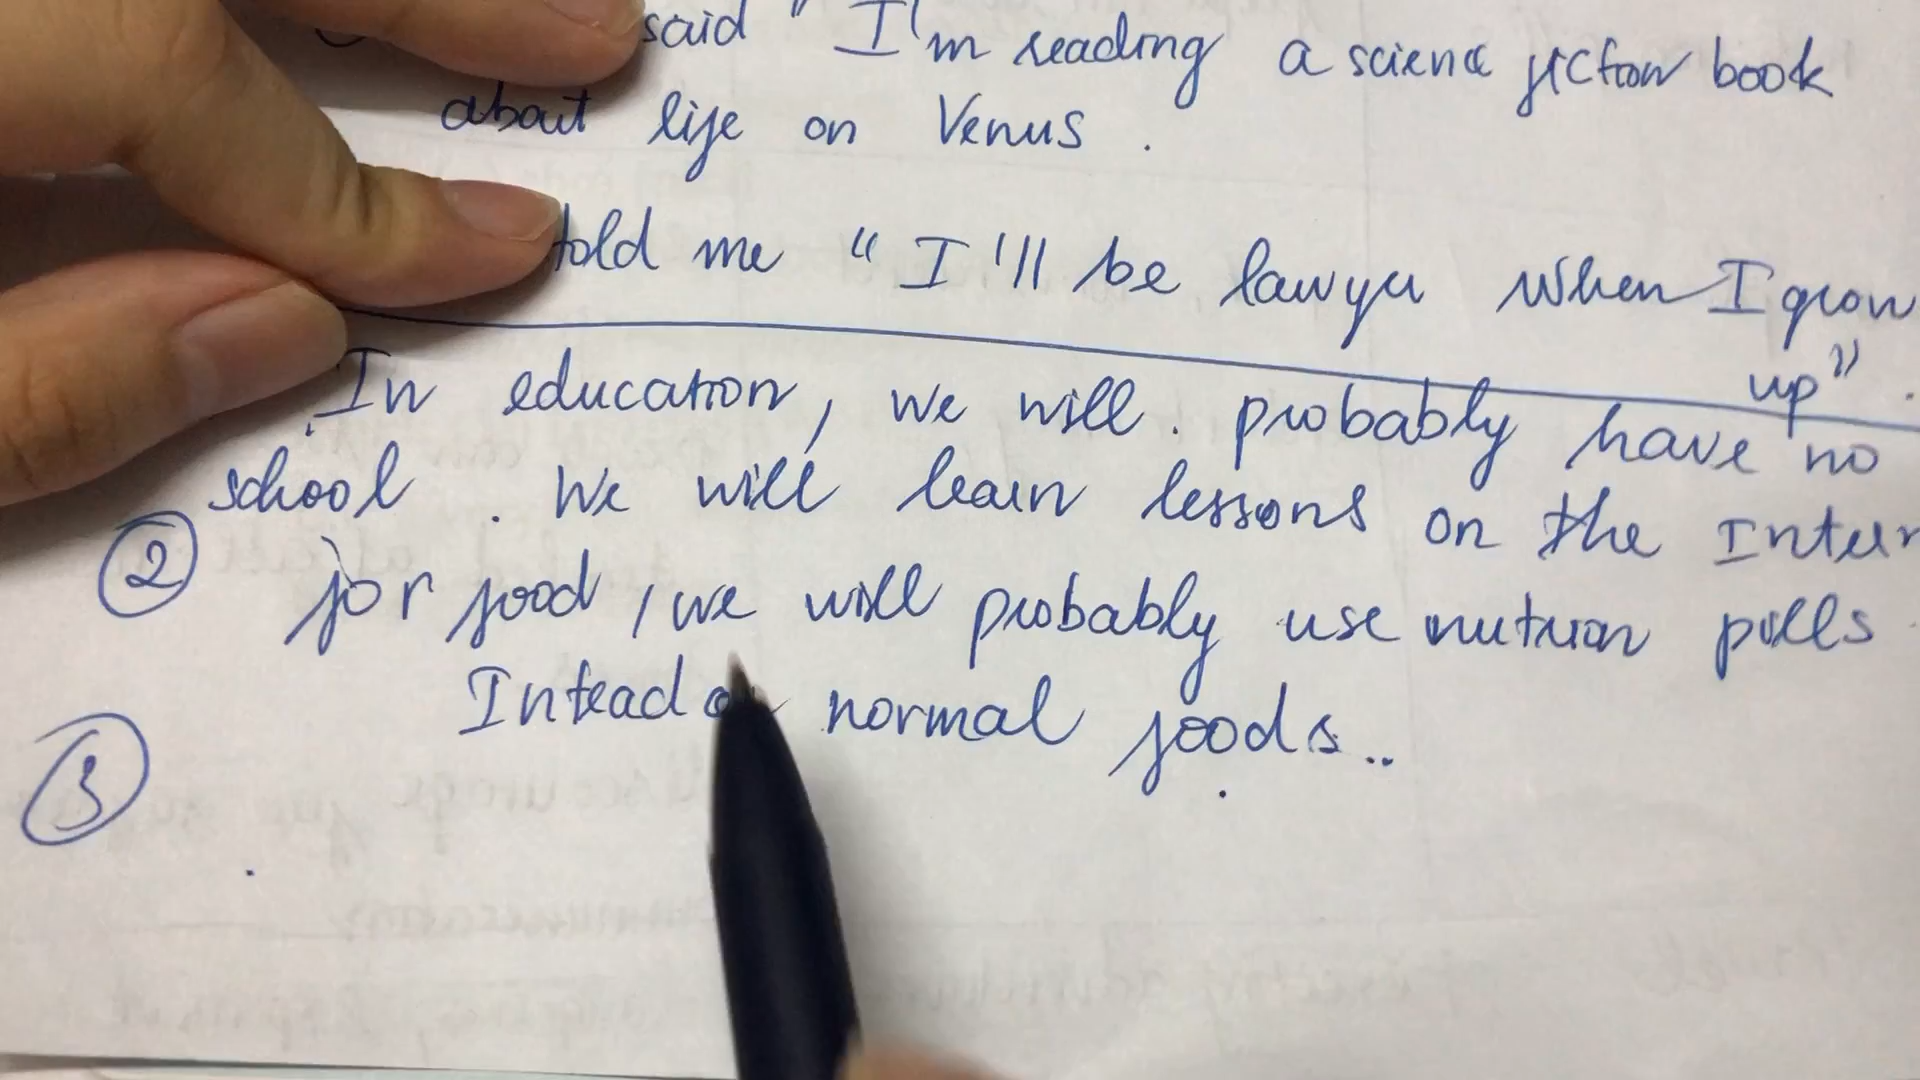 said " I'm reading a science fiction book
about life on Venus .
told me " I'll be lawyer when I grow
up" .
In education, we will . probably have no
school . We will learn lessons on the Inter
② for food , we will probably use nutrion pills
Intead normal foods ..
③